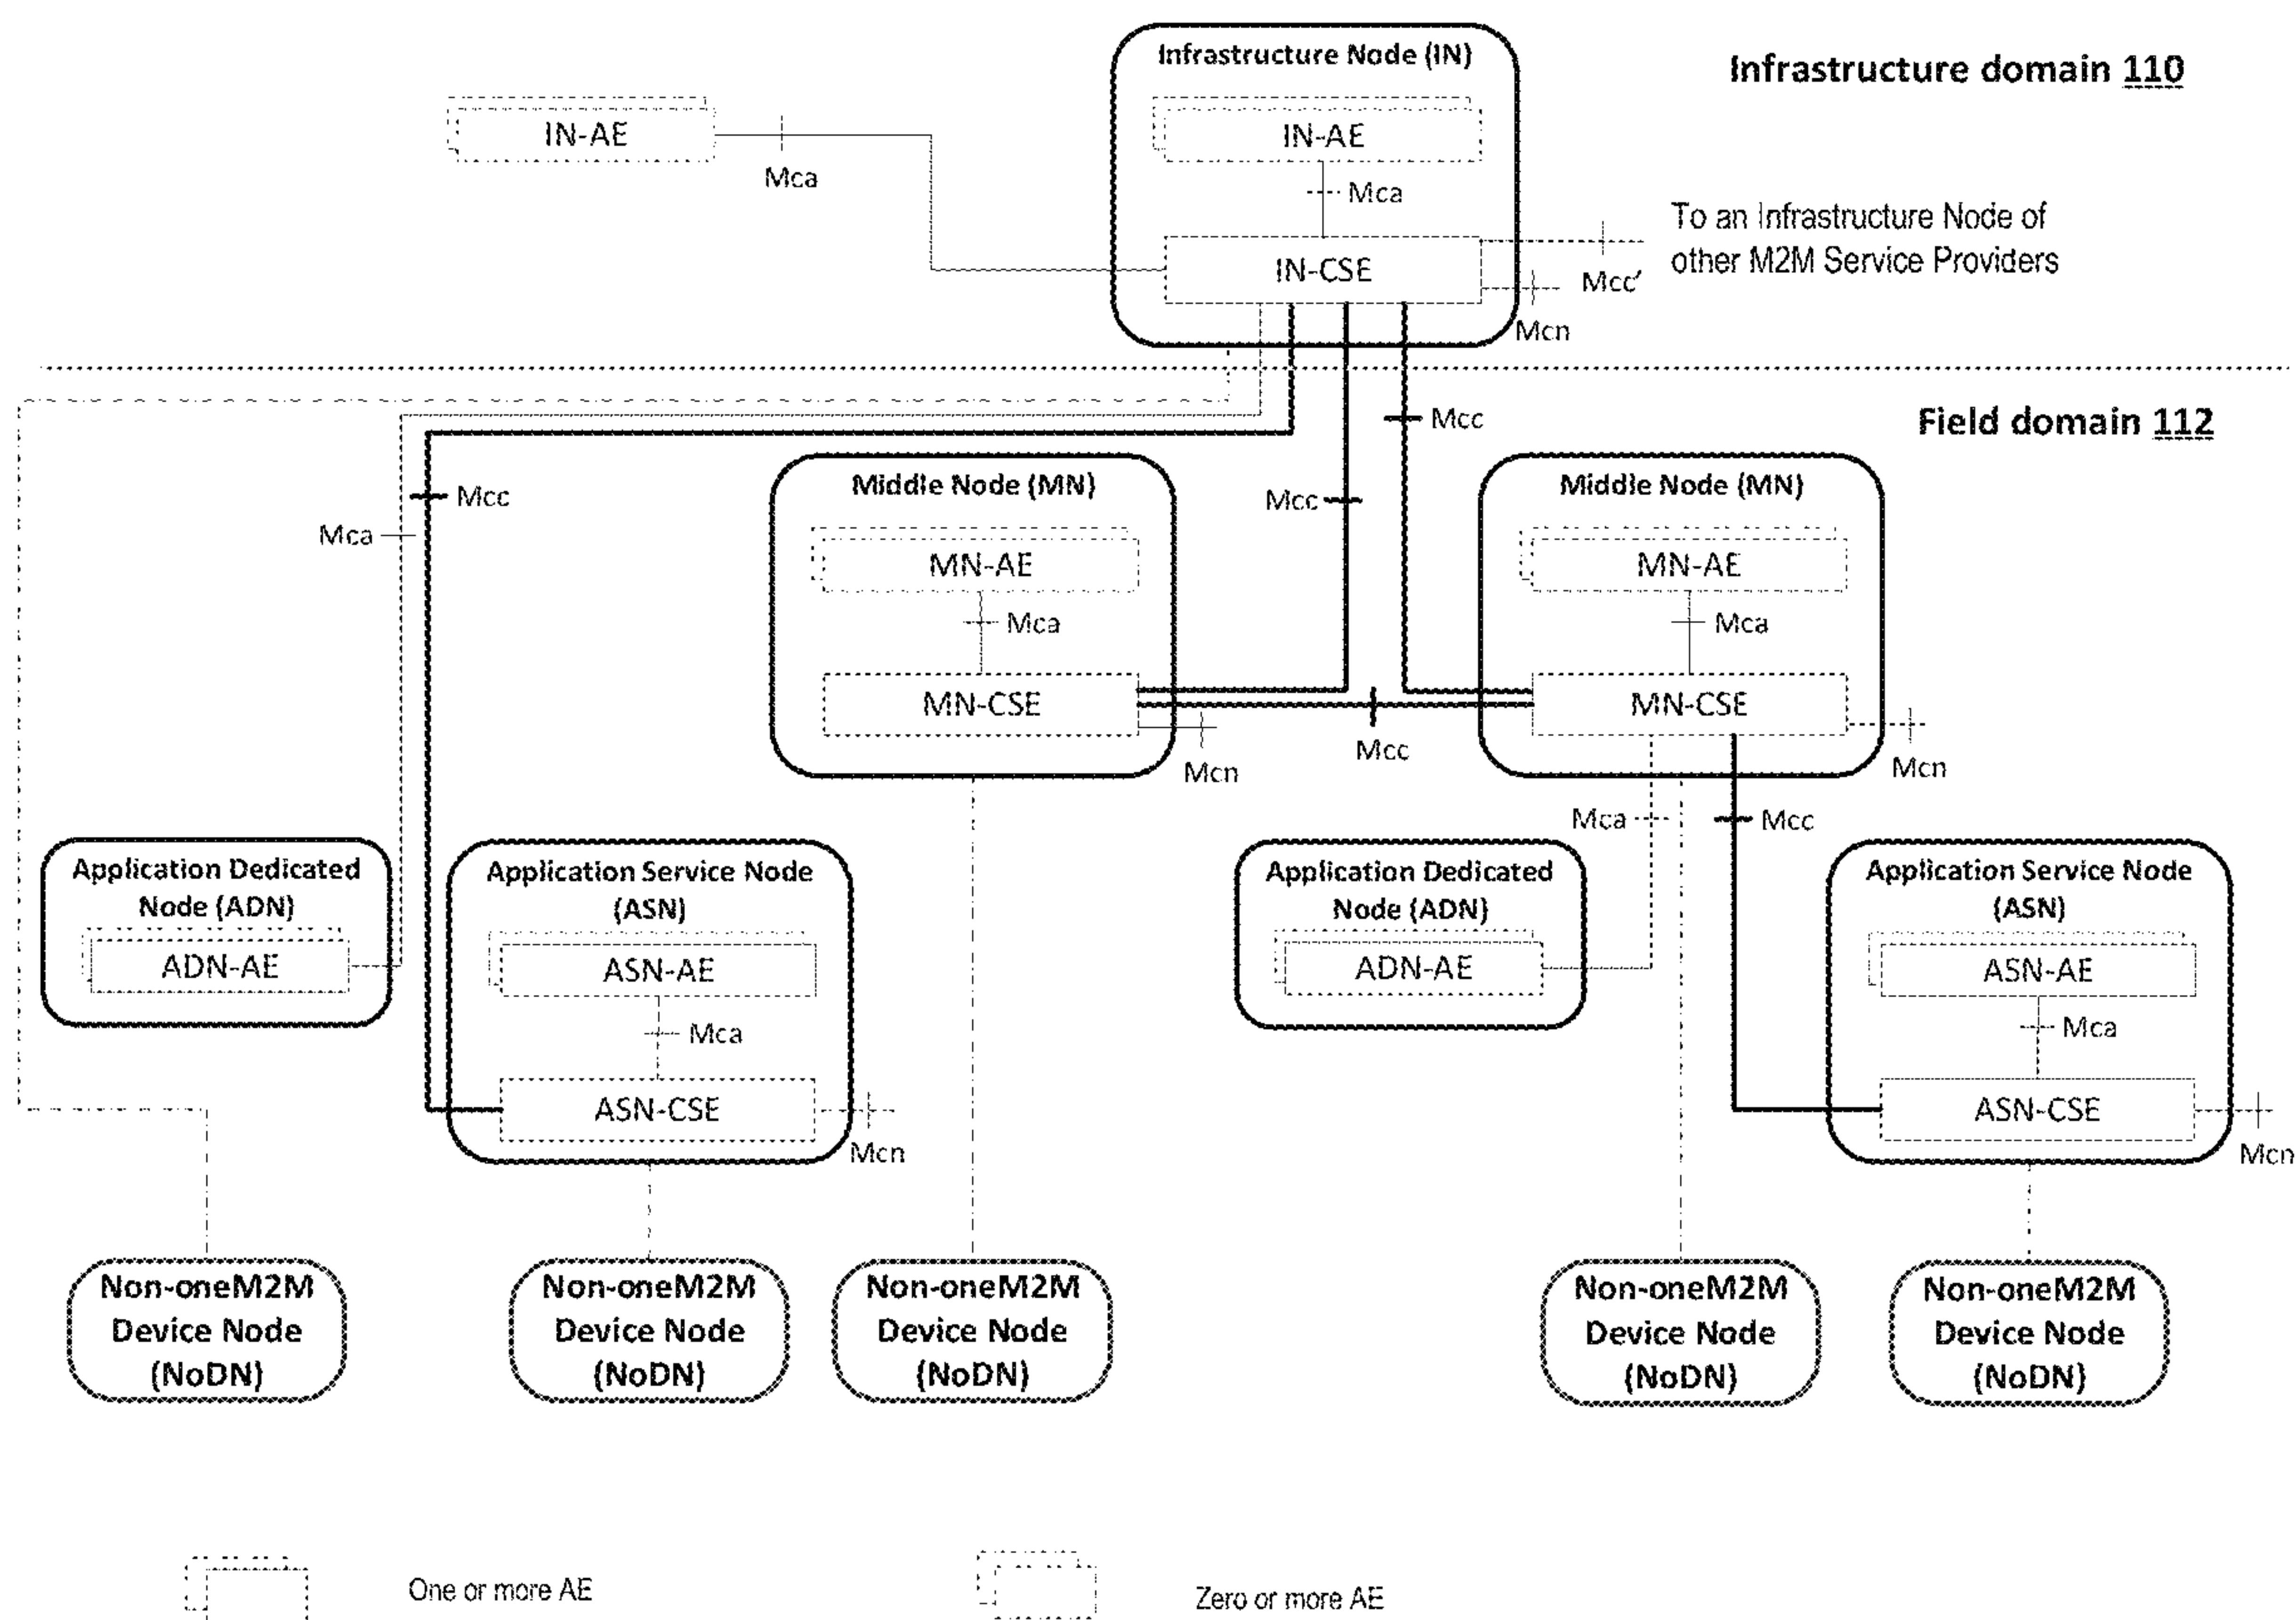 Infrastructure Node (IN)
Infrastructure domain 110
IN-AE
IN-AE
Mca
Mca
To an Infrastructure Node of
other M2M Service Providers
IN-CSE
Mcc'
Mcn
Field domain 112
Mcc
Mcc
Mca
Mcc
Middle Node (MN)
MN-AE
Mca
MN-CSE
Mcn
Mcc
Middle Node (MN)
MN-AE
Mca
MN-CSE
Mcn
Mca
Mcc
Application Dedicated
Node (ADN)
ADN-AE
Application Service Node
(ASN)
ASN-AE
Mca
ASN-CSE
Mcn
Application Dedicated
Node (ADN)
ADN-AE
Application Service Node
(ASN)
ASN-AE
Mca
ASN-CSE
Mcn
Non-oneM2M
Device Node
(NoDN)
Non-oneM2M
Device Node
(NoDN)
Non-oneM2M
Device Node
(NoDN)
Non-oneM2M
Device Node
(NoDN)
Non-oneM2M
Device Node
(NoDN)
One or more AE
Zero or more AE